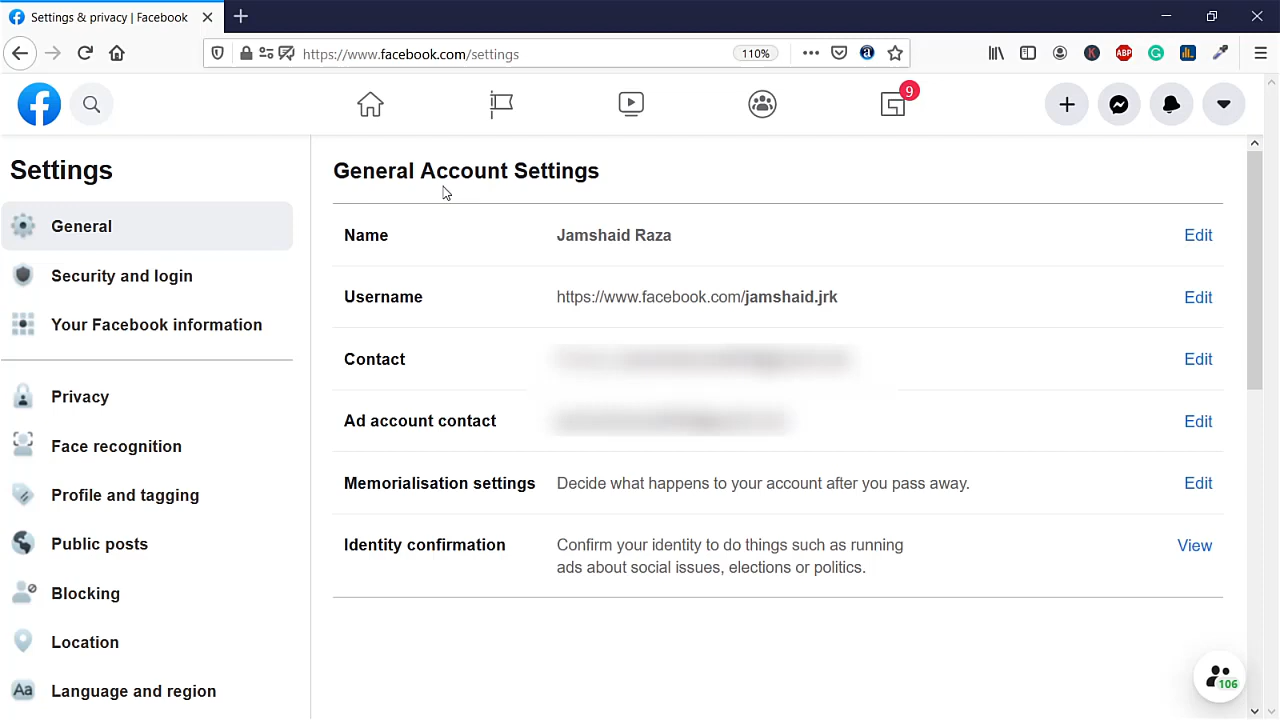 Settings & privacy | Facebook
https://www.facebook.com/settings
110%
ABP
9
Settings
General
Security and login
Your Facebook information
Privacy
Face recognition
Profile and tagging
Public posts
Blocking
Location
Aa Language and region
General Account Settings
Name Jamshaid Raza Edit
Username https://www.facebook.com/jamshaid.jrk Edit
Contact Edit
Ad account contact Edit
Memorialisation settings Decide what happens to your account after you pass away. Edit
Identity confirmation Confirm your identity to do things such as running View
ads about social issues, elections or politics.
106